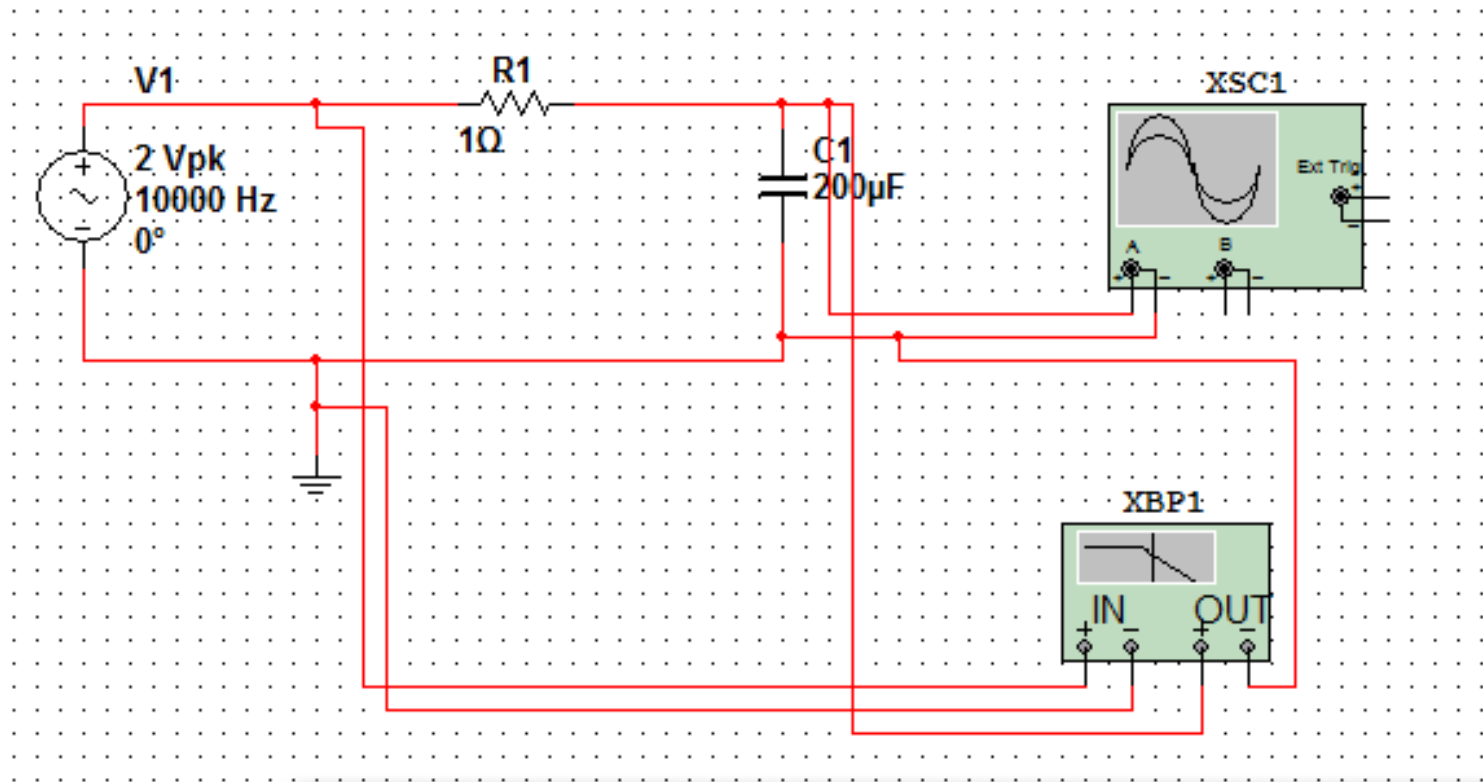 V1
2 Vpk
10000 Hz
0°
R1
1Ω
C1
200µF
XSC1
Ext Trig
+
−
A
B
+ −
+ −
XBP1
IN OUT
+ − + −